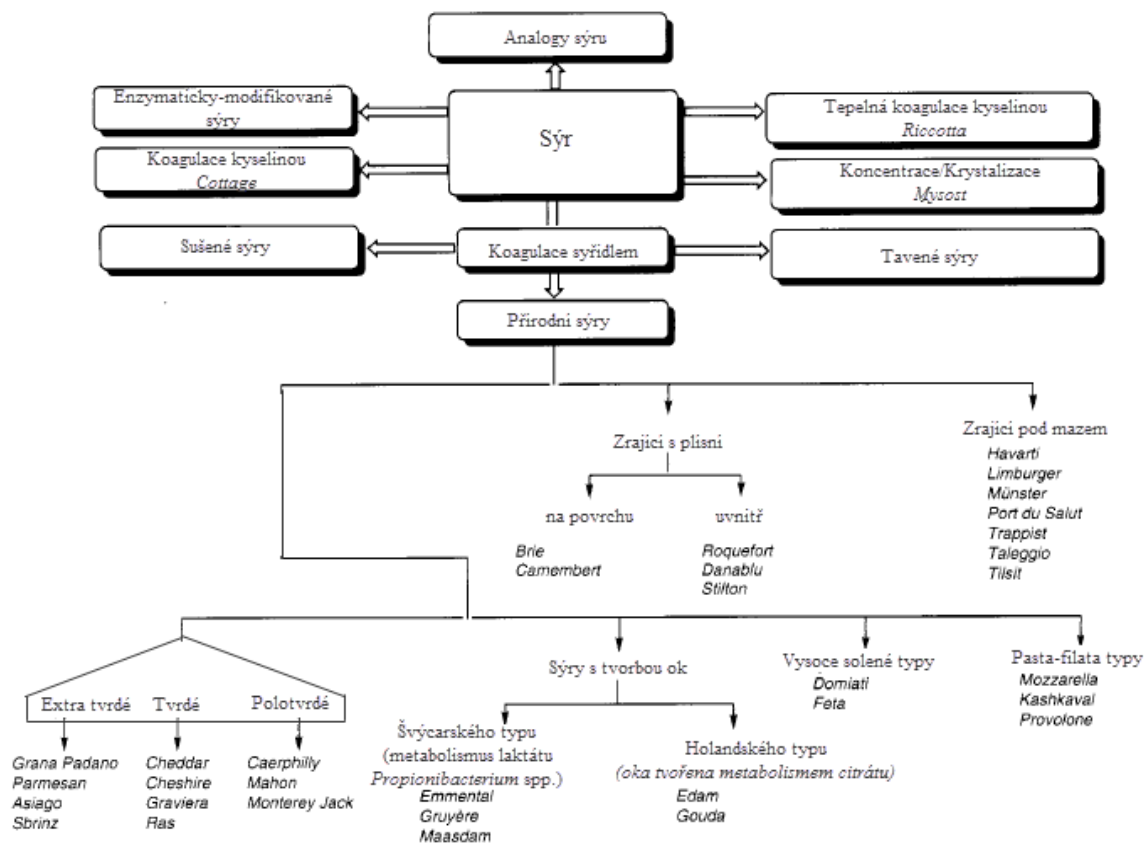 Analogy sýru
Enzymaticky-modifikované
sýry
Sýr
Tepelná koagulace kyselinou
Riccotta
Koagulace kyselinou
Cottage
Koncentrace/Krystalizace
Mysost
Sušené sýry
Koagulace syřidlem
Tavené sýry
Přírodní sýry
Zrajici s plisni
na povrchu
Brie
Camembert
uvnitř
Roquefort
Danablu
Stilton
Zrajici pod mazem
Havarti
Limburger
Münster
Port du Salut
Trappist
Taleggio
Tilsit
Extra tvrdé
Grana Padano
Parmesan
Asiago
Sbrinz
Tvrdé
Cheddar
Cheshire
Graviera
Ras
Polotvrdé
Caerphilly
Mahon
Monterey Jack
Sýry s tvorbou ok
Švýcarského typu
(metabolismus laktátu
Propionibacterium spp.)
Emmental
Gruyère
Maasdam
Holandského typu
(oka tvořena metabolismem citrátu)
Edam
Gouda
Vysoce solené typy
Domiati
Feta
Pasta-filata typy
Mozzarella
Kashkaval
Provolone